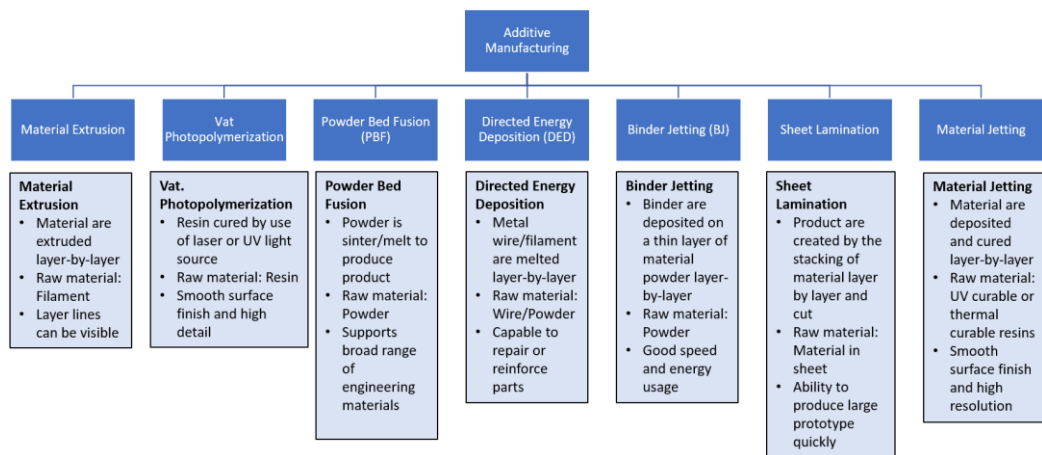 Additive
Manufacturing
Material Extrusion
Vat
Photopolymerization
Powder Bed Fusion
(PBF)
Directed Energy
Deposition (DED)
Binder Jetting (BJ)
Sheet Lamination
Material Jetting
Material
Extrusion
• Material are
extruded
layer-by-layer
• Raw material:
Filament
• Layer lines
can be visible
Vat.
Photopolymerization
• Resin cured by use
of laser or UV light
source
• Raw material: Resin
• Smooth surface
finish and high
detail
Powder Bed
Fusion
• Powder is
sinter/melt to
produce
product
• Raw material:
Powder
• Supports
broad range
of
engineering
materials
Directed Energy
Deposition
• Metal
wire/filament
are melted
layer-by-layer
• Raw material:
Wire/Powder
• Capable to
repair or
reinforce
parts
Binder Jetting
• Binder are
deposited on
a thin layer of
material
powder layer-
by-layer
• Raw material:
Powder
• Good speed
and energy
usage
Sheet
Lamination
• Product are
created by the
stacking of
material layer
by layer and
cut
• Raw material:
Material in
sheet
• Ability to
produce large
prototype
quickly
Material Jetting
• Material are
deposited
and cured
layer-by-layer
• Raw material:
UV curable or
thermal
curable resins
• Smooth
surface finish
and high
resolution